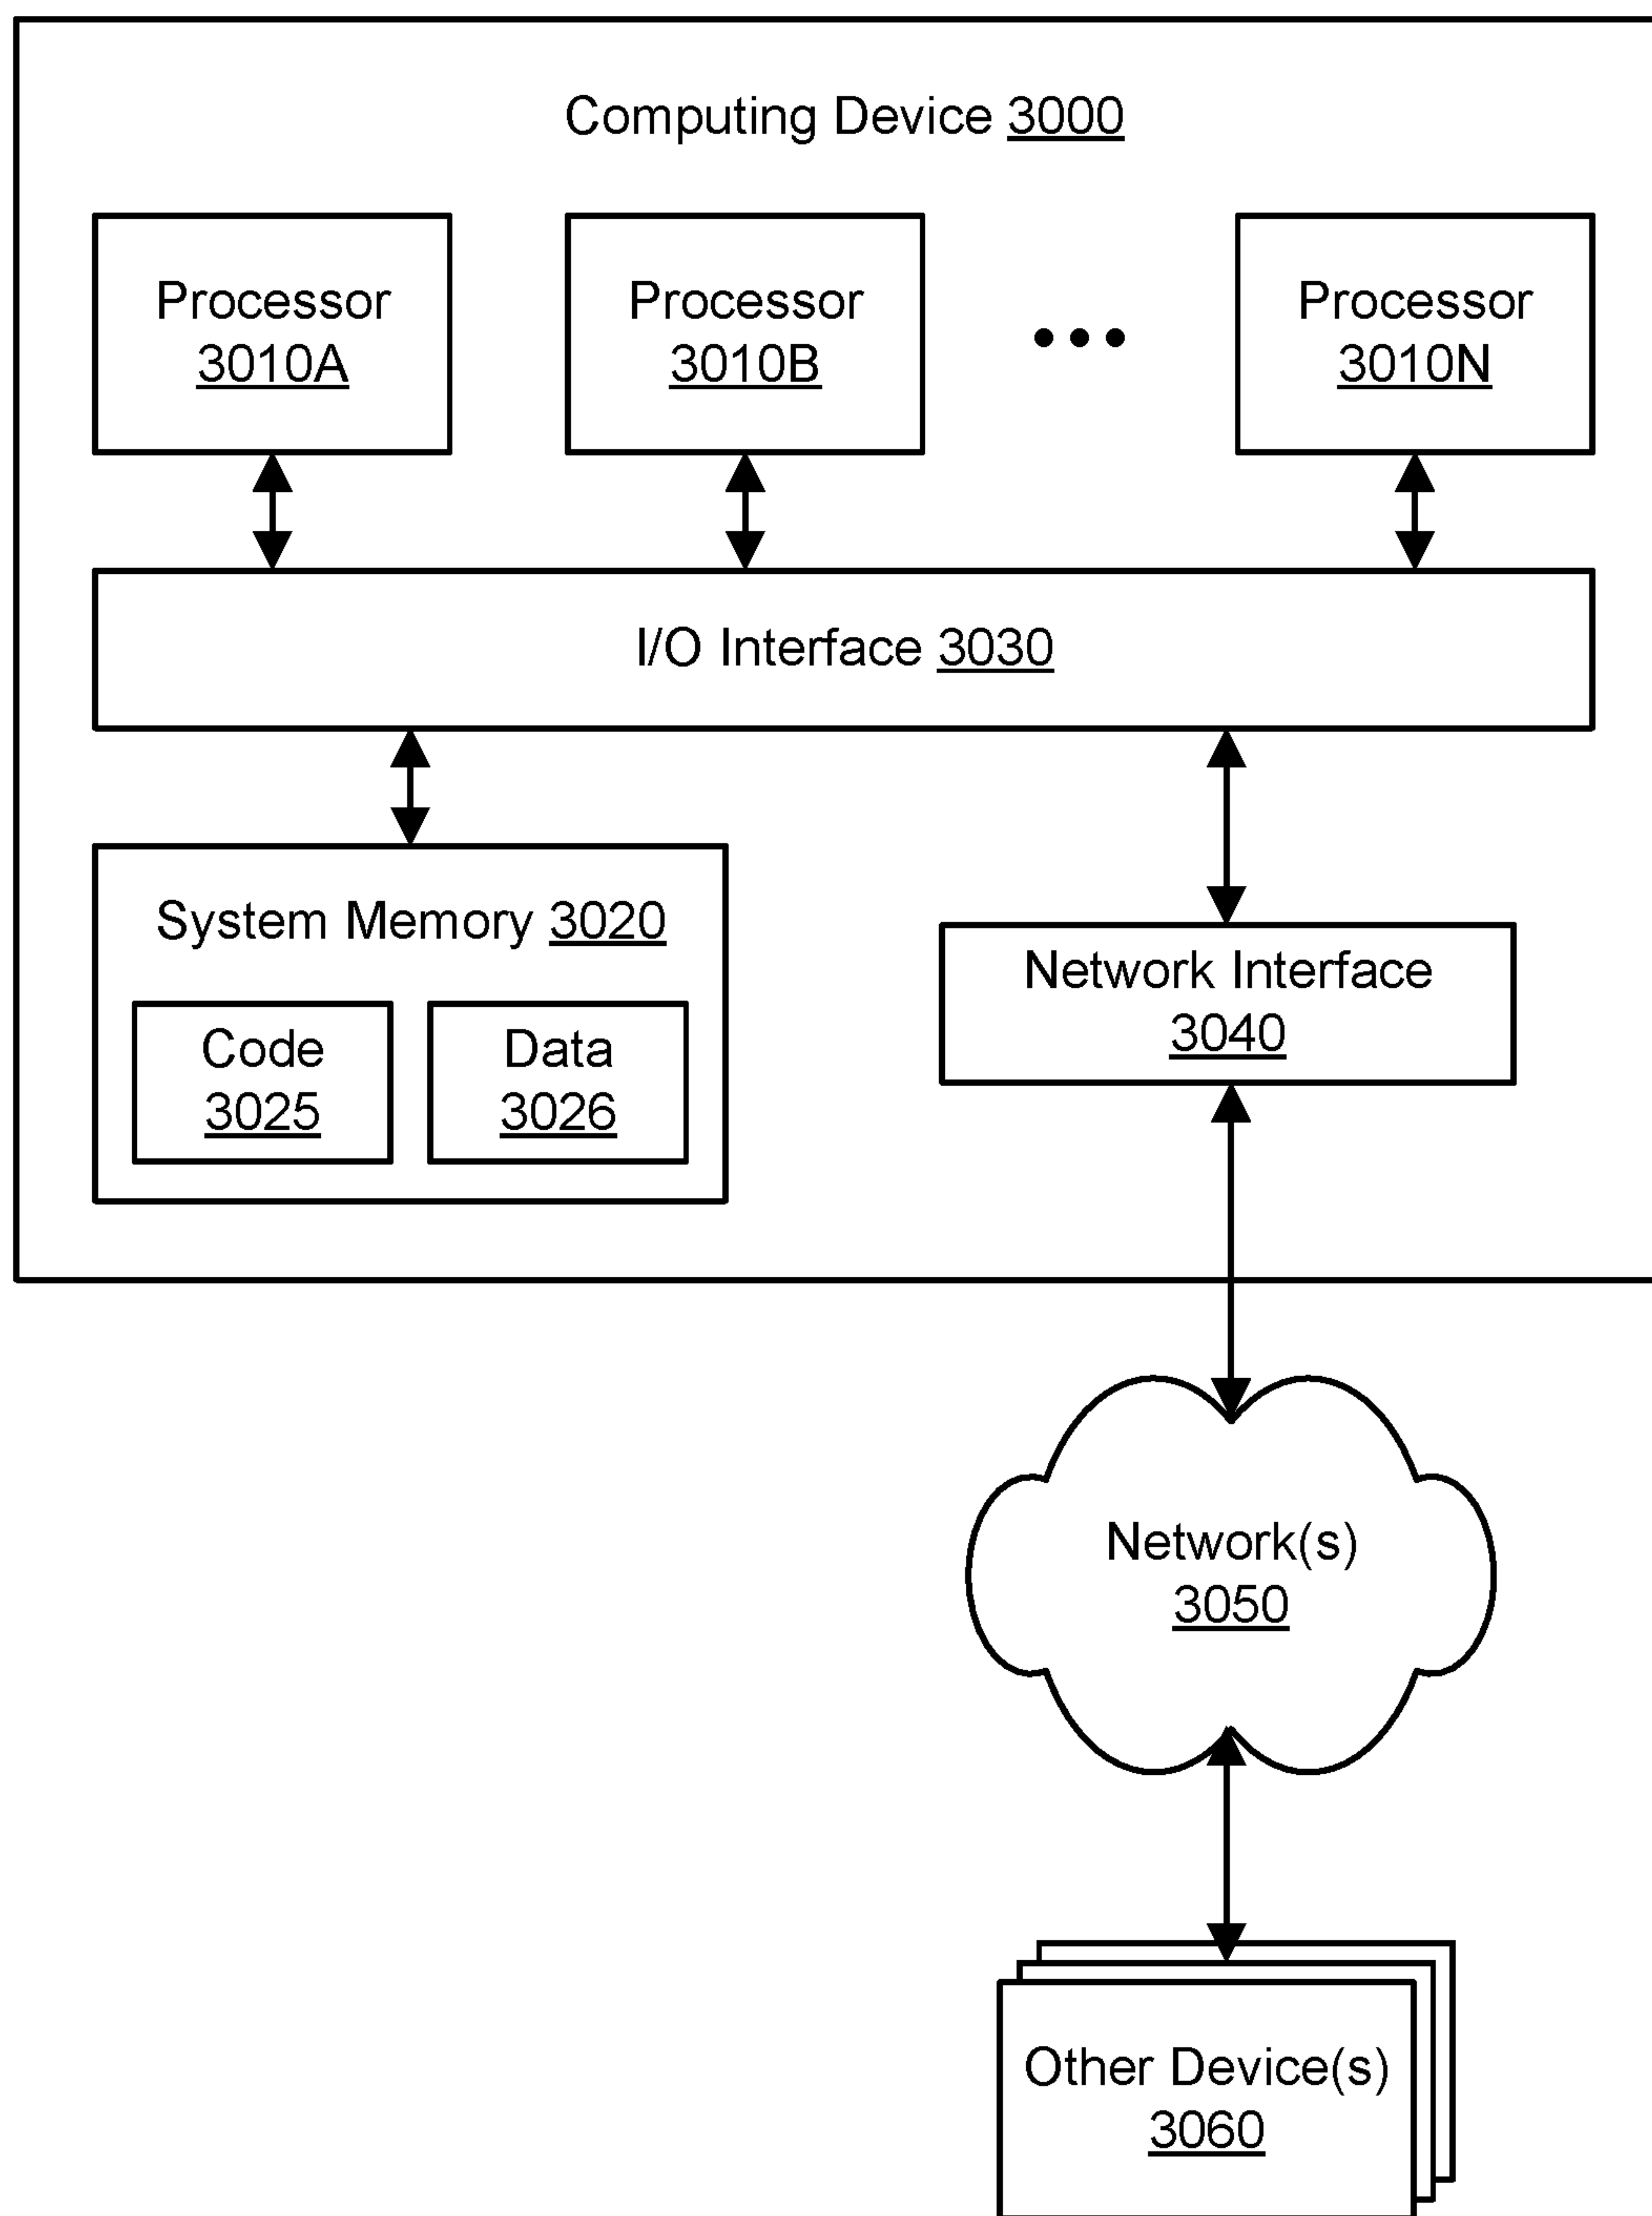 Computing Device 3000
Processor
3010A
Processor
3010B
Processor
3010N
I/O Interface 3030
System Memory 3020
Code
3025
Data
3026
Network Interface
3040
Network(s)
3050
Other Device(s)
3060